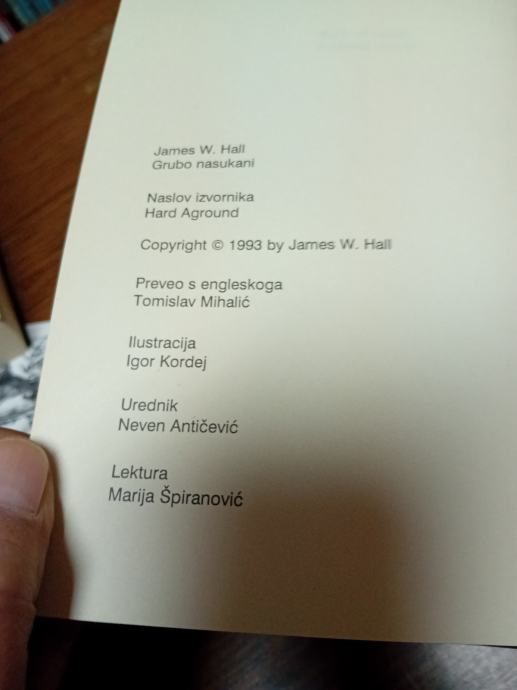 James W. Hall
Grubo nasukani
Naslov izvornika
Hard Aground
Copyright © 1993 by James W. Hall
Preveo s engleskoga
Tomislav Mihalić
Ilustracija
Igor Kordej
Urednik
Neven Antičević
Lektura
Marija Špiranović